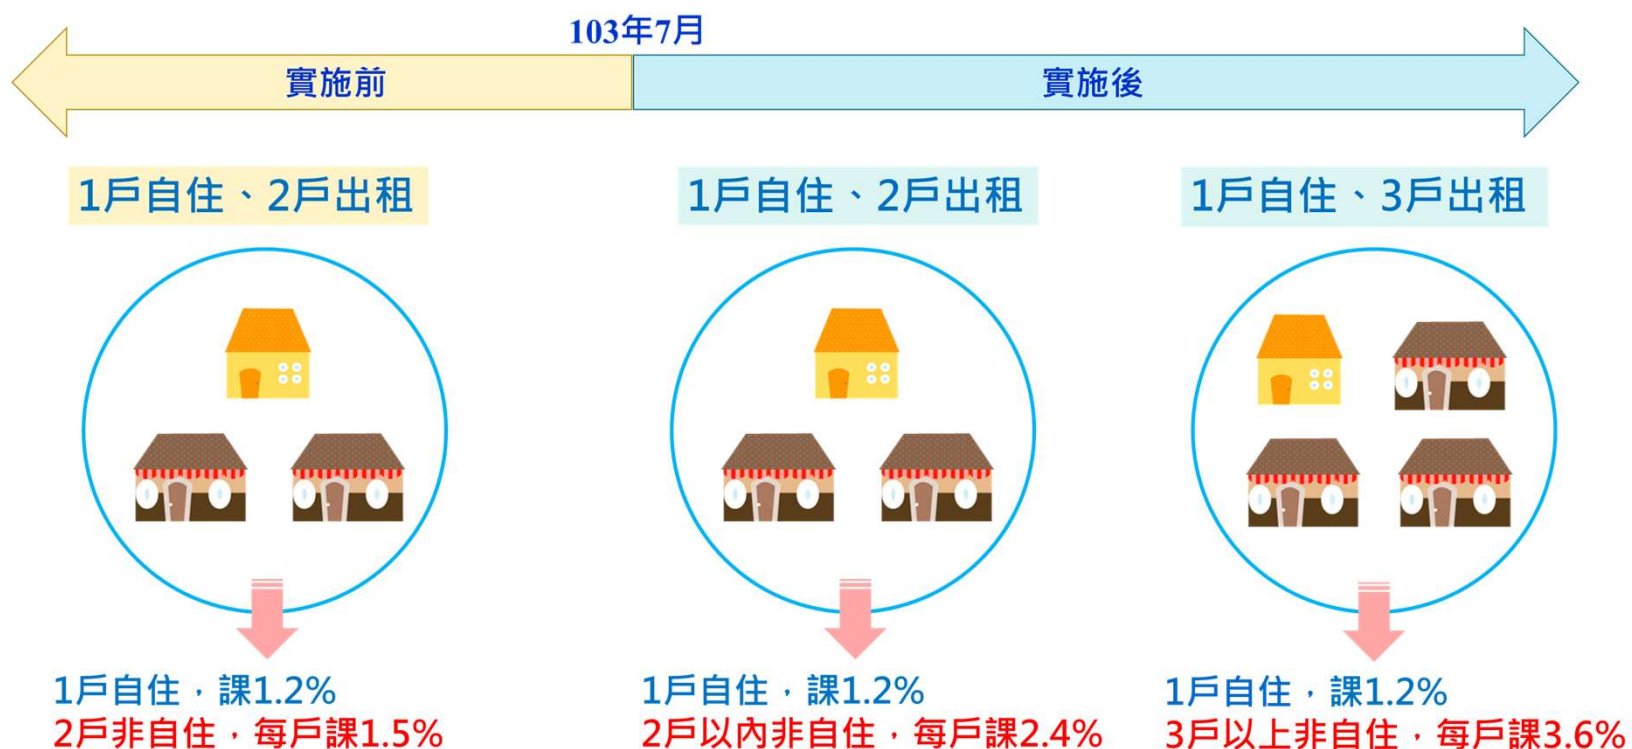 103年7月
實施前
實施後
1戶自住、2戶出租
1戶自住、2戶出租
1戶自住、3戶出租
1戶自住，課1.2%
2戶非自住，每戶課1.5%
1戶自住，課1.2%
2戶以內非自住，每戶課2.4%
1戶自住，課1.2%
3戶以上非自住，每戶課3.6%